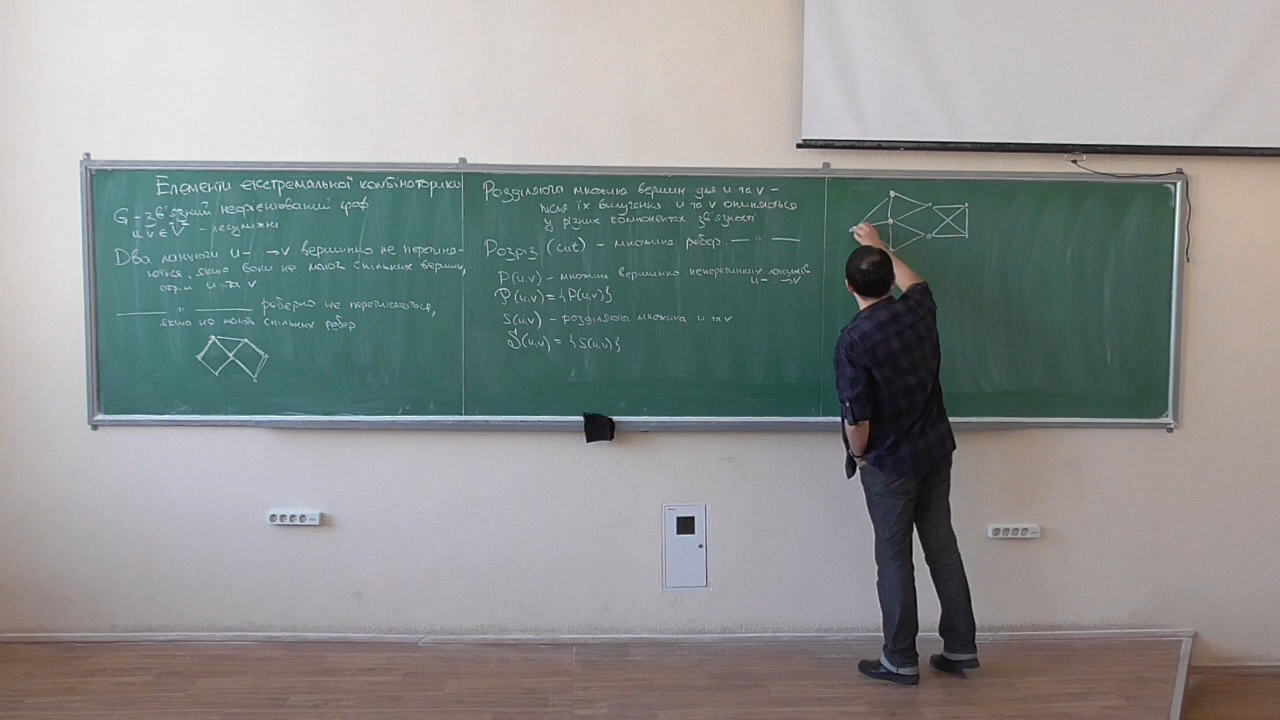 Елементи екстремальної комбінаторики
G - зв'язний неорієнтований граф
u, v ∈ V - несуміжні
Два ланцюги u-...→v вершинно не перетина-
ються, якщо вони не мають спільних вершин,
окрім u та v
—— " —— реберно не перетинаються,
якщо не мають спільних ребер
Розділяюча множина вершин для u та v -
після їх вилучення u та v опиняються
у різних компонентах зв'язності
Розріз (cut) - множина ребер —— " ——
P(u,v) - множина вершинно неперетинних ланцюгів
u-...→v
𝒫(u,v) = {P(u,v)}
S(u,v) - розділяюча множина u та v
𝒮(u,v) = {S(u,v)}